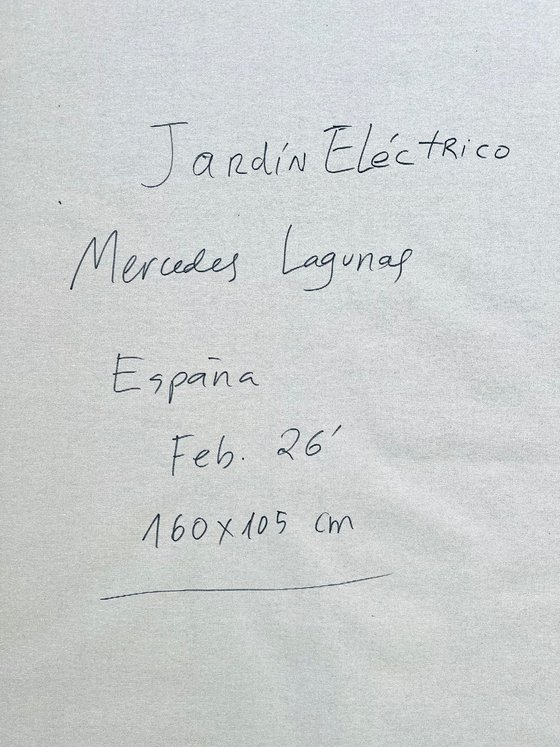 Jardín Eléctrico
Mercedes Lagunas
España
Feb. 26'
160x105 cm